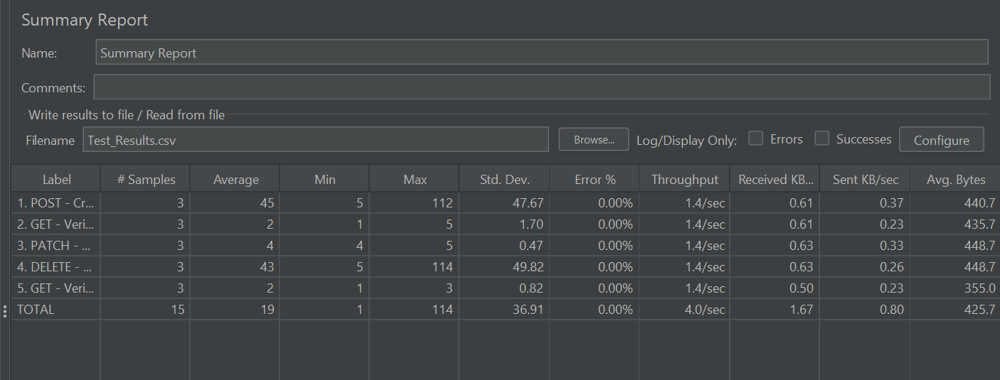 Summary Report
Name: Summary Report
Comments:
Write results to file / Read from file
Filename Test_Results.csv Browse... Log/Display Only: Errors Successes Configure
Label # Samples Average Min Max Std. Dev. Error % Throughput Received KB... Sent KB/sec Avg. Bytes
1. POST - Cr... 3 45 5 112 47.67 0.00% 1.4/sec 0.61 0.37 440.7
2. GET - Veri... 3 2 1 5 1.70 0.00% 1.4/sec 0.61 0.23 435.7
3. PATCH - ... 3 4 4 5 0.47 0.00% 1.4/sec 0.63 0.33 448.7
4. DELETE - ... 3 43 5 114 49.82 0.00% 1.4/sec 0.63 0.26 448.7
5. GET - Veri... 3 2 1 3 0.82 0.00% 1.4/sec 0.50 0.23 355.0
TOTAL 15 19 1 114 36.91 0.00% 4.0/sec 1.67 0.80 425.7